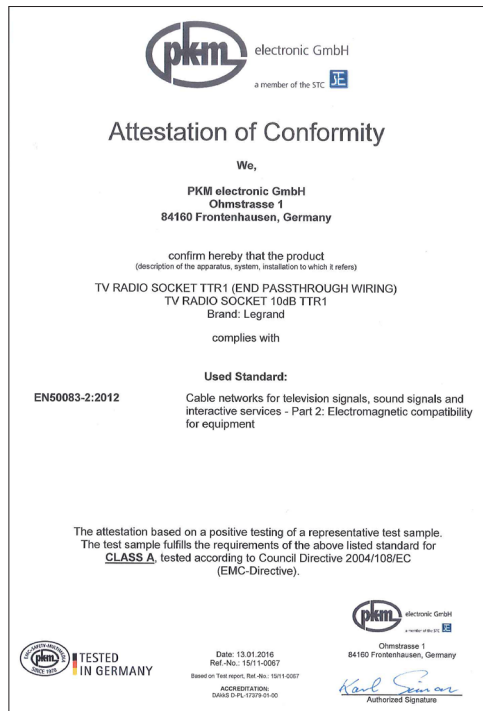 pkm electronic GmbH
a member of the STC
Attestation of Conformity
We,
PKM electronic GmbH
Ohmstrasse 1
84160 Frontenhausen, Germany
confirm hereby that the product
(description of the apparatus, system, installation to which it refers)
TV RADIO SOCKET TTR1 (END PASSTHROUGH WIRING)
TV RADIO SOCKET 10dB TTR1
Brand: Legrand
complies with
Used Standard:
EN50083-2:2012 Cable networks for television signals, sound signals and
interactive services - Part 2: Electromagnetic compatibility
for equipment
The attestation based on a positive testing of a representative test sample.
The test sample fulfills the requirements of the above listed standard for
CLASS A, tested according to Council Directive 2004/108/EC
(EMC-Directive).
pkm electronic GmbH
a member of the STC
Ohmstrasse 1
84160 Frontenhausen, Germany
EMC-SAFETY-MULTIMEDIA
pkm
SINCE 1970
TESTED
IN GERMANY
Date: 13.01.2016
Ref.-No.: 15/11-0067
Based on Test report, Ref.-No.: 15/11-0067
ACCREDITATION:
DAkkS D-PL-17379-01-00
Authorized Signature